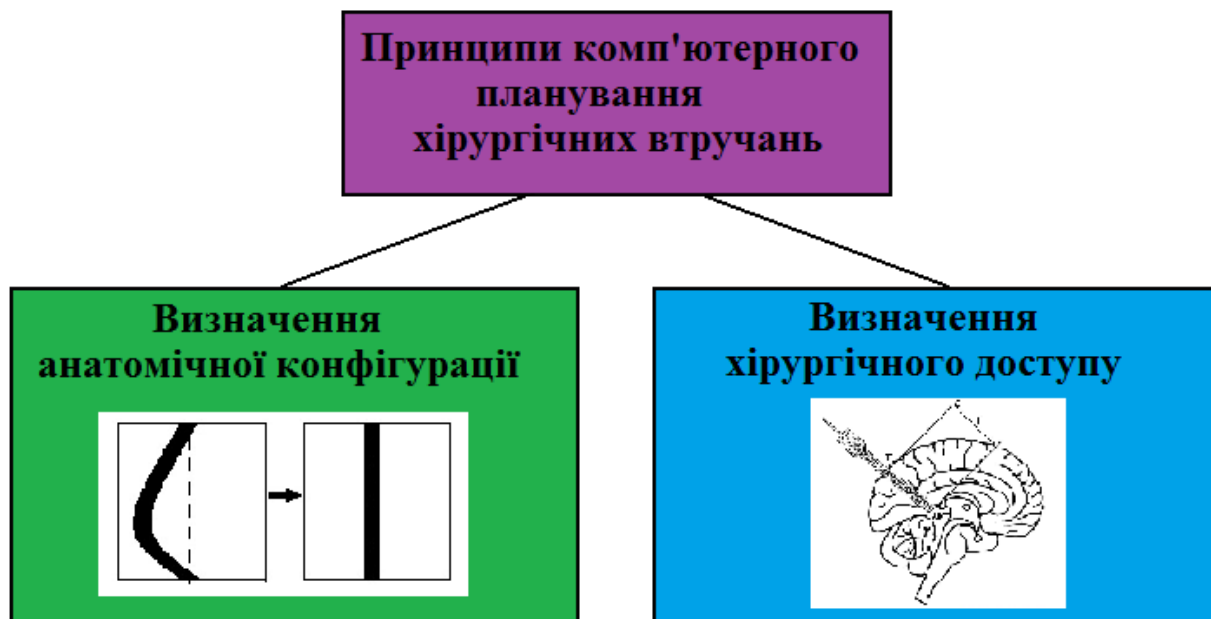 Принципи комп'ютерного
планування
хірургічних втручань
Визначення
анатомічної конфігурації
Визначення
хірургічного доступу